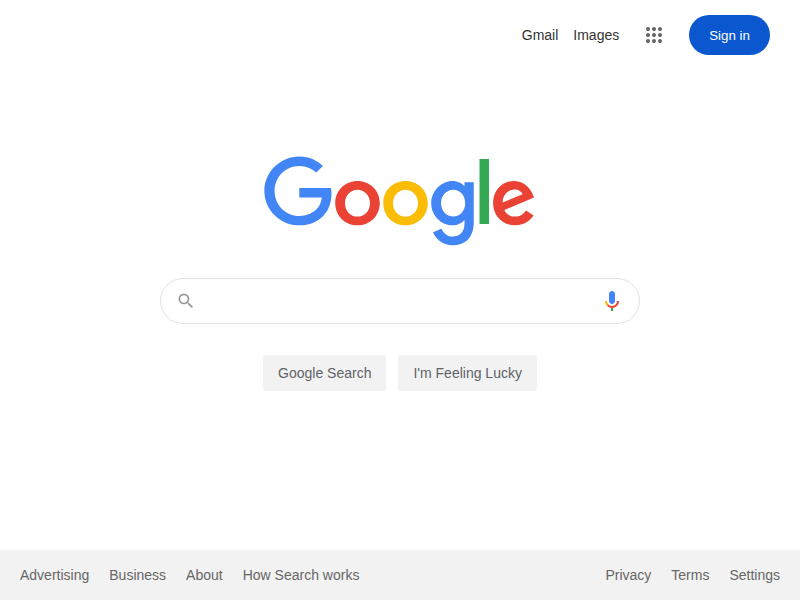 Gmail Images Sign in
Google
Google Search I'm Feeling Lucky
Advertising Business About How Search works Privacy Terms Settings